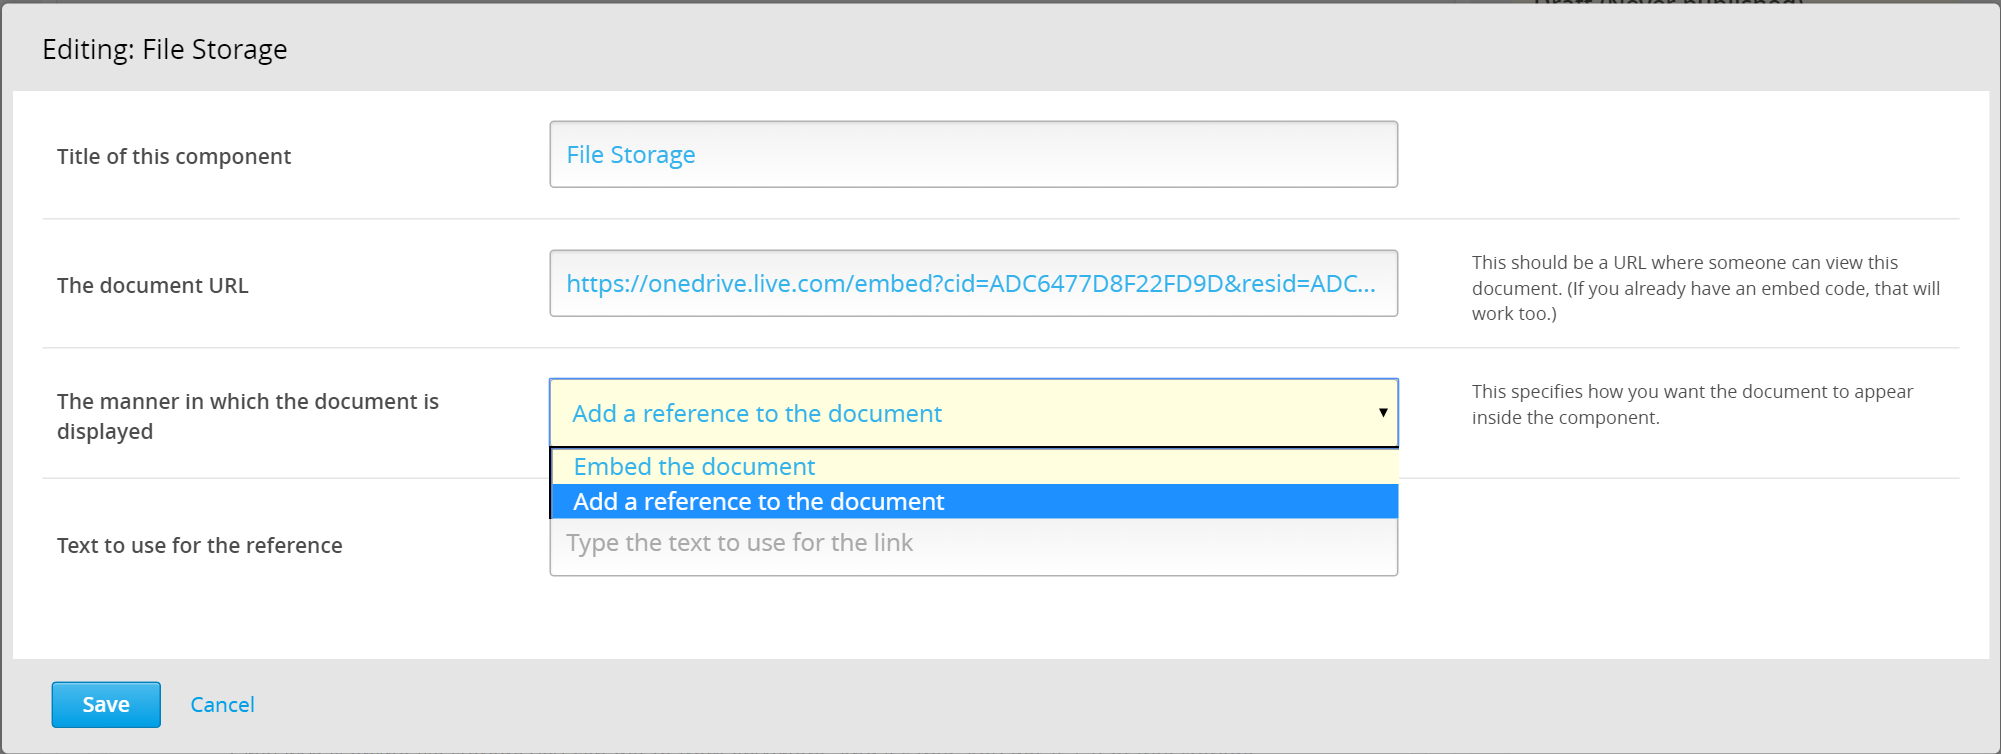 Draft (Never published)
Editing: File Storage
Title of this component
File Storage
The document URL
https://onedrive.live.com/embed?cid=ADC6477D8F22FD9D&resid=ADC...
This should be a URL where someone can view this
document. (If you already have an embed code, that will
work too.)
The manner in which the document is
displayed
Add a reference to the document
This specifies how you want the document to appear
inside the component.
Embed the document
Add a reference to the document
Text to use for the reference
Type the text to use for the link
Save
Cancel